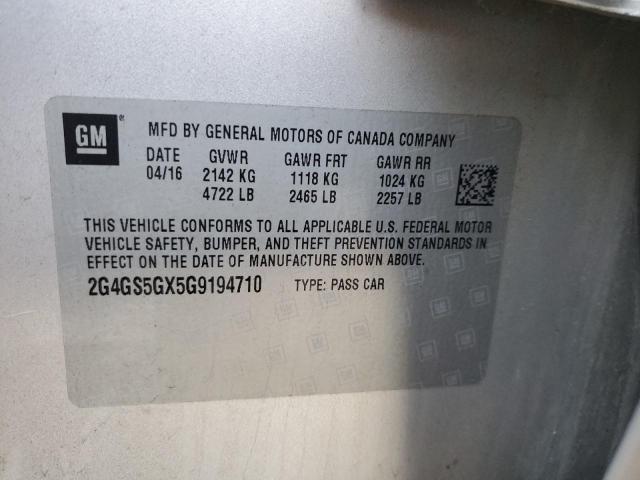 GM ®
MFD BY GENERAL MOTORS OF CANADA COMPANY
DATE GVWR GAWR FRT GAWR RR
04/16 2142 KG 1118 KG 1024 KG
4722 LB 2465 LB 2257 LB
THIS VEHICLE CONFORMS TO ALL APPLICABLE U.S. FEDERAL MOTOR
VEHICLE SAFETY, BUMPER, AND THEFT PREVENTION STANDARDS IN
EFFECT ON THE DATE OF MANUFACTURE SHOWN ABOVE.
2G4GS5GX5G9194710 TYPE: PASS CAR